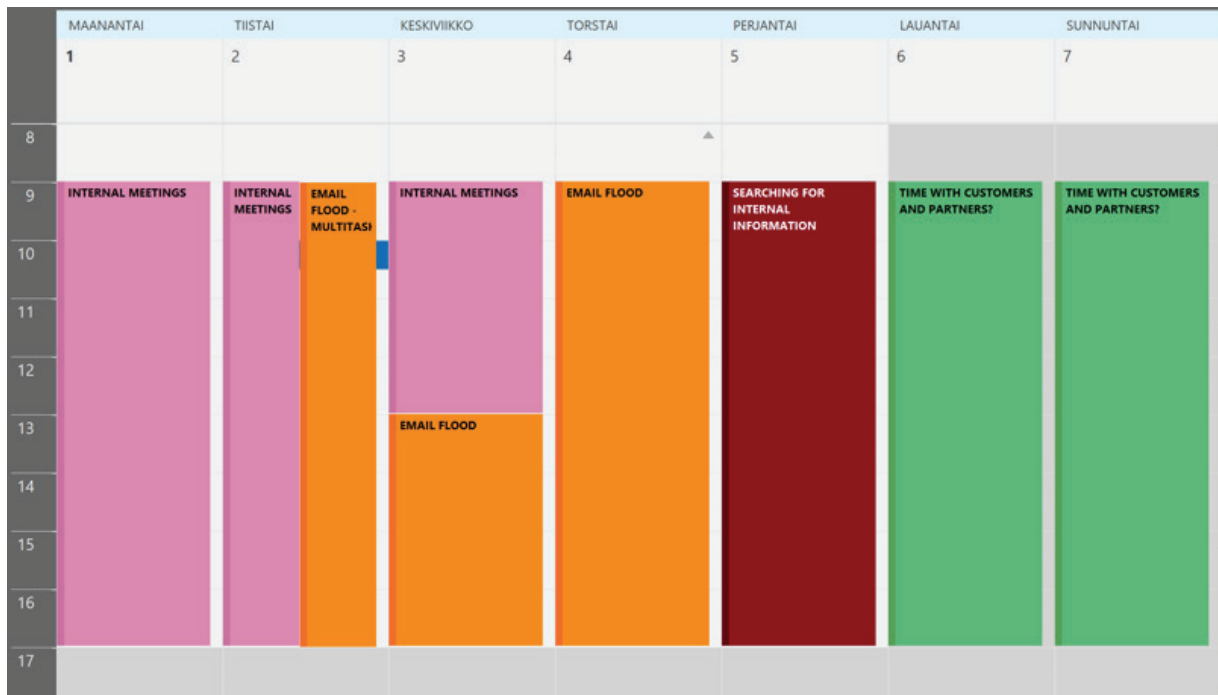 MAANANTAI
TIISTAI
KESKIVIIKKO
TORSTAI
PERJANTAI
LAUANTAI
SUNNUNTAI
1
2
3
4
5
6
7
8
9
10
11
12
13
14
15
16
17
INTERNAL MEETINGS
INTERNAL
MEETINGS
EMAIL
FLOOD -
MULTITASK
INTERNAL MEETINGS
EMAIL FLOOD
EMAIL FLOOD
SEARCHING FOR
INTERNAL
INFORMATION
TIME WITH CUSTOMERS
AND PARTNERS?
TIME WITH CUSTOMERS
AND PARTNERS?